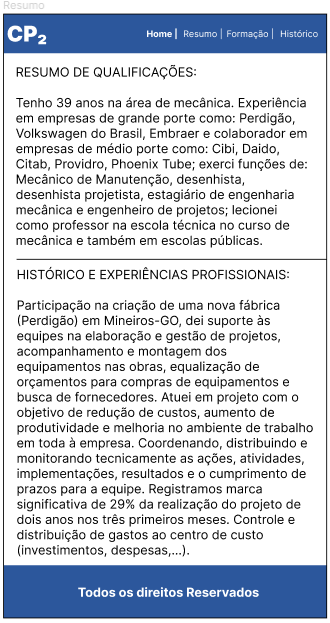 Resumo
CP₂
Home | Resumo | Formação | Histórico
RESUMO DE QUALIFICAÇÕES:
Tenho 39 anos na área de mecânica. Experiência
em empresas de grande porte como: Perdigão,
Volkswagen do Brasil, Embraer e colaborador em
empresas de médio porte como: Cibi, Daido,
Citab, Providro, Phoenix Tube; exerci funções de:
Mecânico de Manutenção, desenhista,
desenhista projetista, estagiário de engenharia
mecânica e engenheiro de projetos; lecionei
como professor na escola técnica no curso de
mecânica e também em escolas públicas.
HISTÓRICO E EXPERIÊNCIAS PROFISSIONAIS:
Participação na criação de uma nova fábrica
(Perdigão) em Mineiros-GO, dei suporte às
equipes na elaboração e gestão de projetos,
acompanhamento e montagem dos
equipamentos nas obras, equalização de
orçamentos para compras de equipamentos e
busca de fornecedores. Atuei em projeto com o
objetivo de redução de custos, aumento de
produtividade e melhoria no ambiente de trabalho
em toda à empresa. Coordenando, distribuindo e
monitorando tecnicamente as ações, atividades,
implementações, resultados e o cumprimento de
prazos para a equipe. Registramos marca
significativa de 29% da realização do projeto de
dois anos nos três primeiros meses. Controle e
distribuição de gastos ao centro de custo
(investimentos, despesas,...).
Todos os direitos Reservados